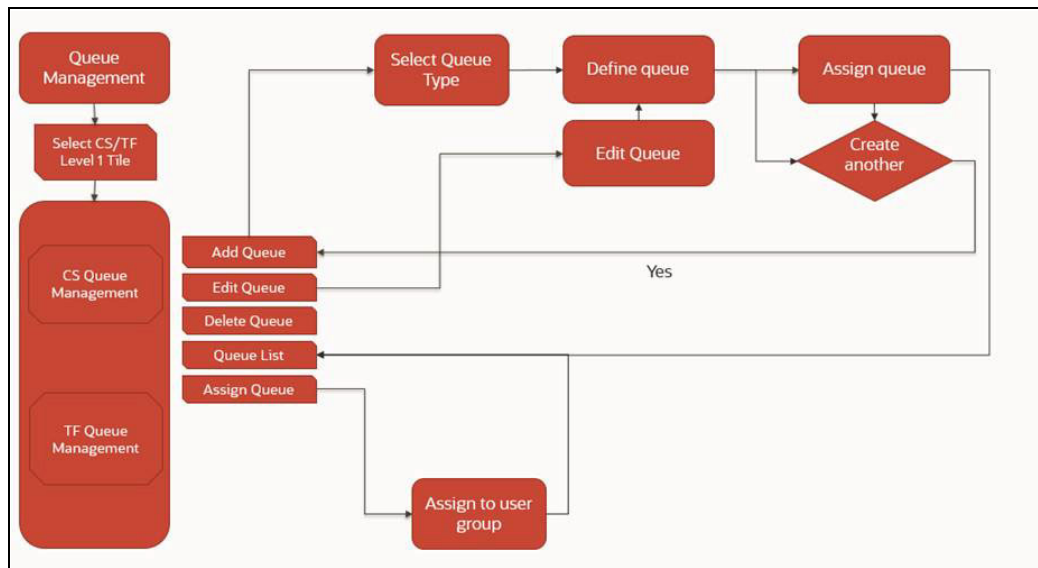 Queue
Management
Select CS/TF
Level 1 Tile
CS Queue
Management
TF Queue
Management
Add Queue
Edit Queue
Delete Queue
Queue List
Assign Queue
Select Queue
Type
Define queue
Assign queue
Edit Queue
Create
another
Yes
Assign to user
group